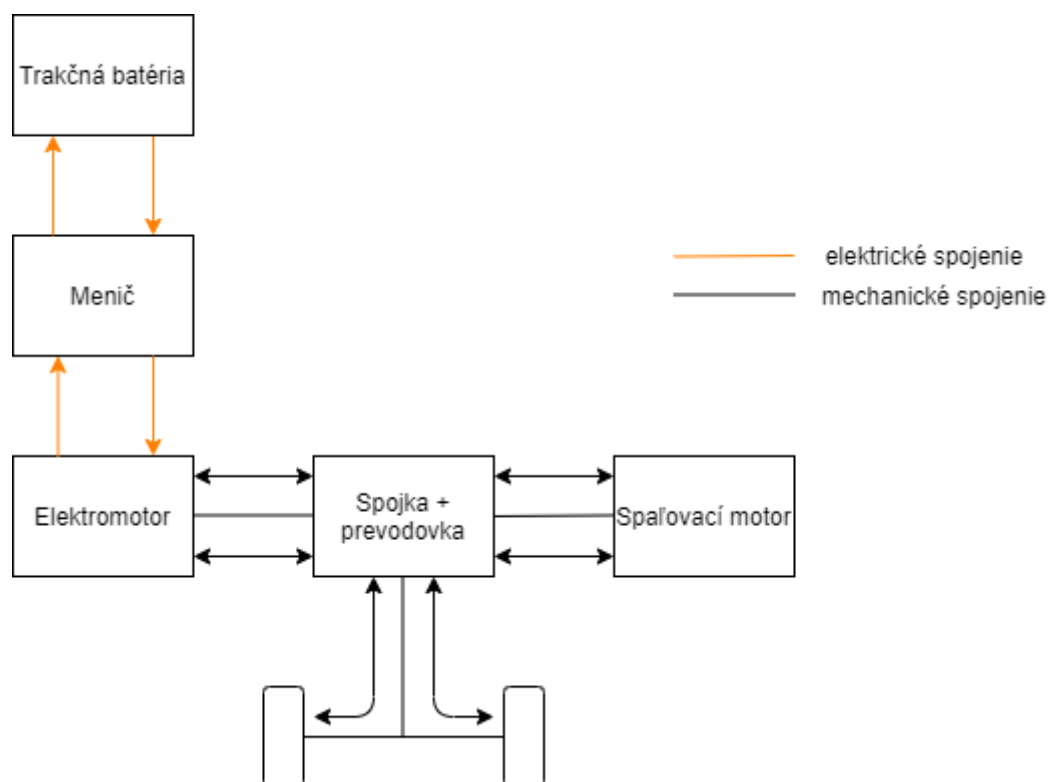 Trakčná batéria
Menič
elektrické spojenie
mechanické spojenie
Elektromotor
Spojka +
prevodovka
Spaľovací motor